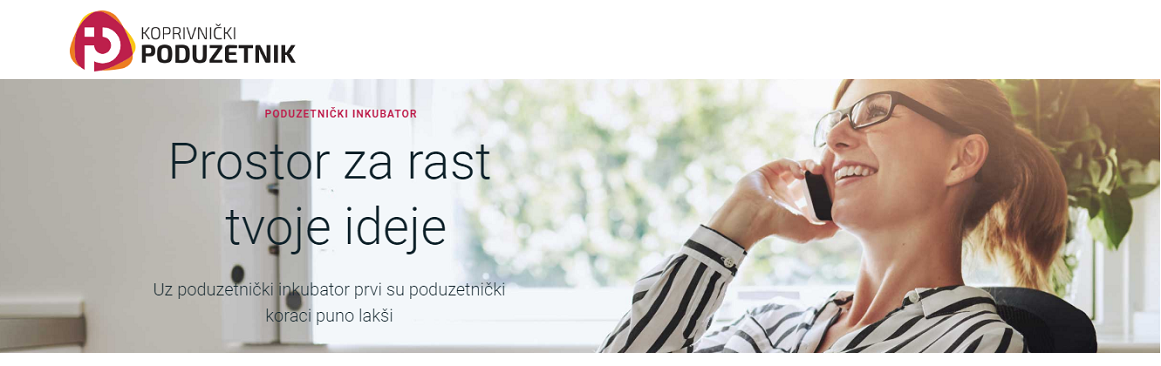 KOPRIVNIČKI
PODUZETNIK
PODUZETNIČKI INKUBATOR
Prostor za rast
tvoje ideje
Uz poduzetnički inkubator prvi su poduzetnički
koraci puno lakši